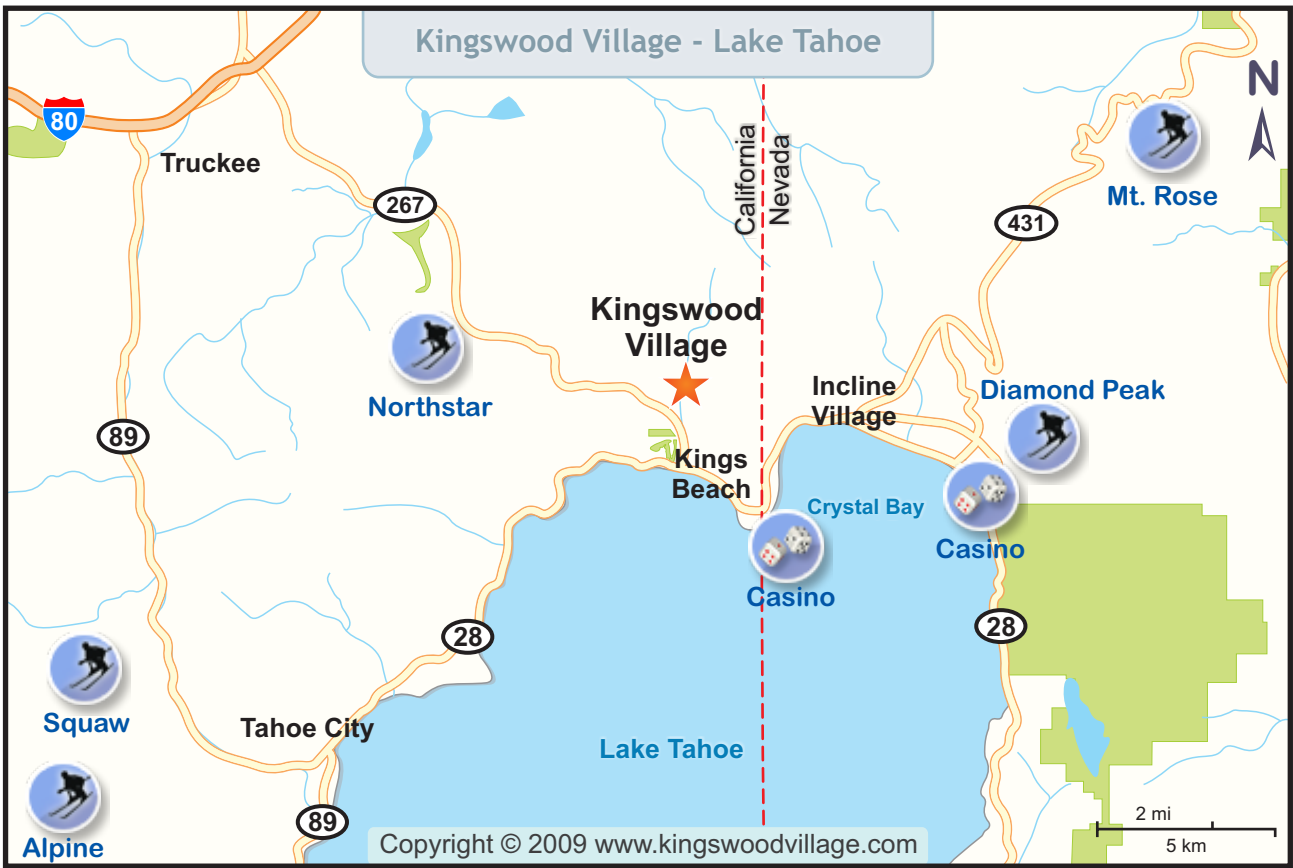 Kingswood Village - Lake Tahoe
N
80
California
Nevada
Truckee
Mt. Rose
267
431
Kingswood
Village
Incline
Village
Diamond Peak
Northstar
89
Kings
Beach
Crystal Bay
Casino
Casino
28
28
Squaw
Tahoe City
Lake Tahoe
Alpine
89
2 mi
5 km
Copyright © 2009 www.kingswoodvillage.com